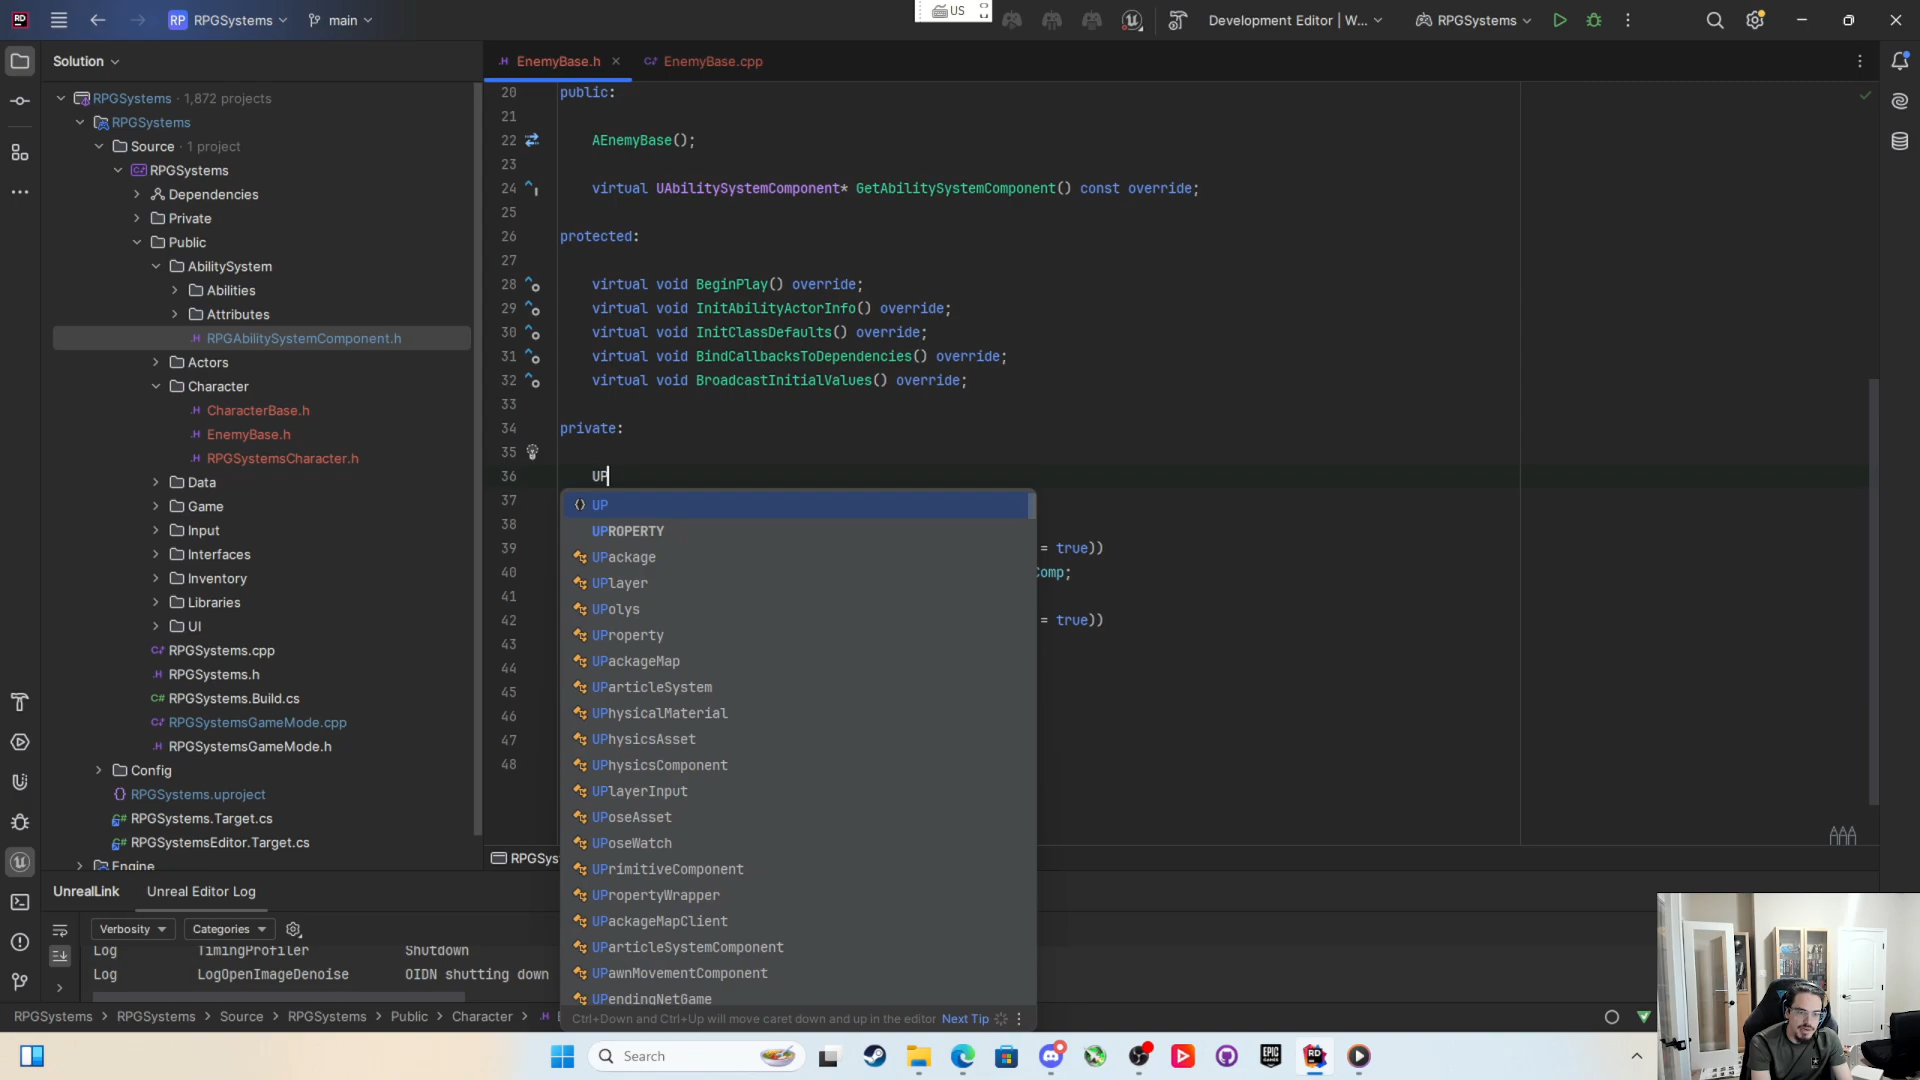 RP RPGSystems main
US
Development Editor | W...
RPGSystems
Solution
EnemyBase.h
EnemyBase.cpp
RPGSystems · 1,872 projects
RPGSystems
Source · 1 project
RPGSystems
Dependencies
Private
Public
AbilitySystem
Abilities
Attributes
.H RPGAbilitySystemComponent.h
Actors
Character
.H CharacterBase.h
.H EnemyBase.h
.H RPGSystemsCharacter.h
Data
Game
Input
Interfaces
Inventory
Libraries
UI
RPGSystems.cpp
.H RPGSystems.h
C# RPGSystems.Build.cs
RPGSystemsGameMode.cpp
.H RPGSystemsGameMode.h
Config
RPGSystems.uproject
RPGSystems.Target.cs
RPGSystemsEditor.Target.cs
Engine
20 public:
21
22 AEnemyBase();
23
24 virtual UAbilitySystemComponent* GetAbilitySystemComponent() const override;
25
26 protected:
27
28 virtual void BeginPlay() override;
29 virtual void InitAbilityActorInfo() override;
30 virtual void InitClassDefaults() override;
31 virtual void BindCallbacksToDependencies() override;
32 virtual void BroadcastInitialValues() override;
33
34 private:
35
36 UP
37
38
39 = true))
40 Comp;
41
42 = true))
43
44
45
46
47
48
UP
UPROPERTY
UPackage
UPlayer
UPolys
UProperty
UPackageMap
UParticleSystem
UPhysicalMaterial
UPhysicsAsset
UPhysicsComponent
UPlayerInput
UPoseAsset
UPoseWatch
UPrimitiveComponent
UPropertyWrapper
UPackageMapClient
UParticleSystemComponent
UPawnMovementComponent
UPendingNetGame
Ctrl+Down and Ctrl+Up will move caret down and up in the editor Next Tip
RPGSys
UnrealLink Unreal Editor Log
Verbosity Categories
Log TimingProfiler Shutdown
Log LogOpenImageDenoise OIDN shutting down
RPGSystems > RPGSystems > Source > RPGSystems > Public > Character > .H
Search